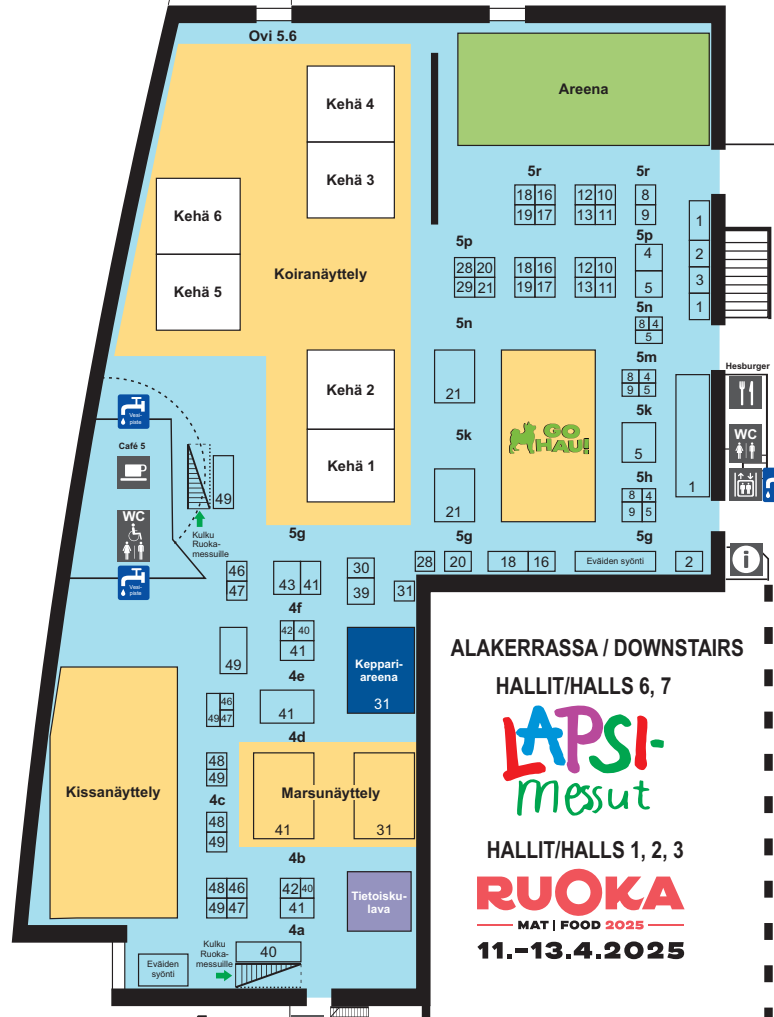 Ovi 5.6
Areena
Kehä 4
Kehä 3
Kehä 6
Kehä 5
Koiranäyttely
Kehä 2
Kehä 1
5r
5r
18 16
12 10
8
19 17
13 11
9
1
5p
5p
2
28 20
18 16
12 10
4
29 21
19 17
13 11
5
3
5n
5n
1
8 4
5
21
5m
8 4
9 5
GO
HAU!
5k
5k
5
1
21
5h
8 4
9 5
5g
5g
5g
28
20
18
16
Eväiden syönti
2
Hesburger
WC
i
Vesi-
piste
Café 5
49
WC
Kulku
Ruoka-
messuille
Vesi-
piste
46
47
43
41
30
39
31
4f
42 40
41
49
Keppari-
areena
31
4e
46
49 47
41
4d
48
49
Kissanäyttely
Marsunäyttely
41
31
4c
48
49
4b
48 46
49 47
42 40
41
Tietoisku-
lava
4a
Kulku
Ruoka-
messuille
40
Eväiden
syönti
ALAKERRASSA / DOWNSTAIRS
HALLIT/HALLS 6, 7
LAPSI-
messut
HALLIT/HALLS 1, 2, 3
RUOKA
MAT | FOOD 2025
11.–13.4.2025